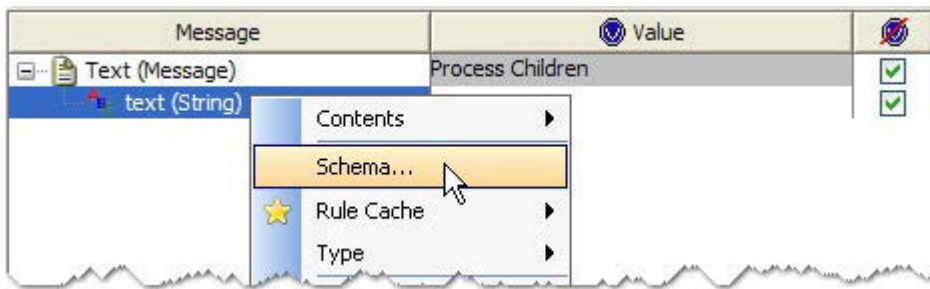 Message Value
Text (Message) Process Children
text (String)
Contents
Schema...
Rule Cache
Type